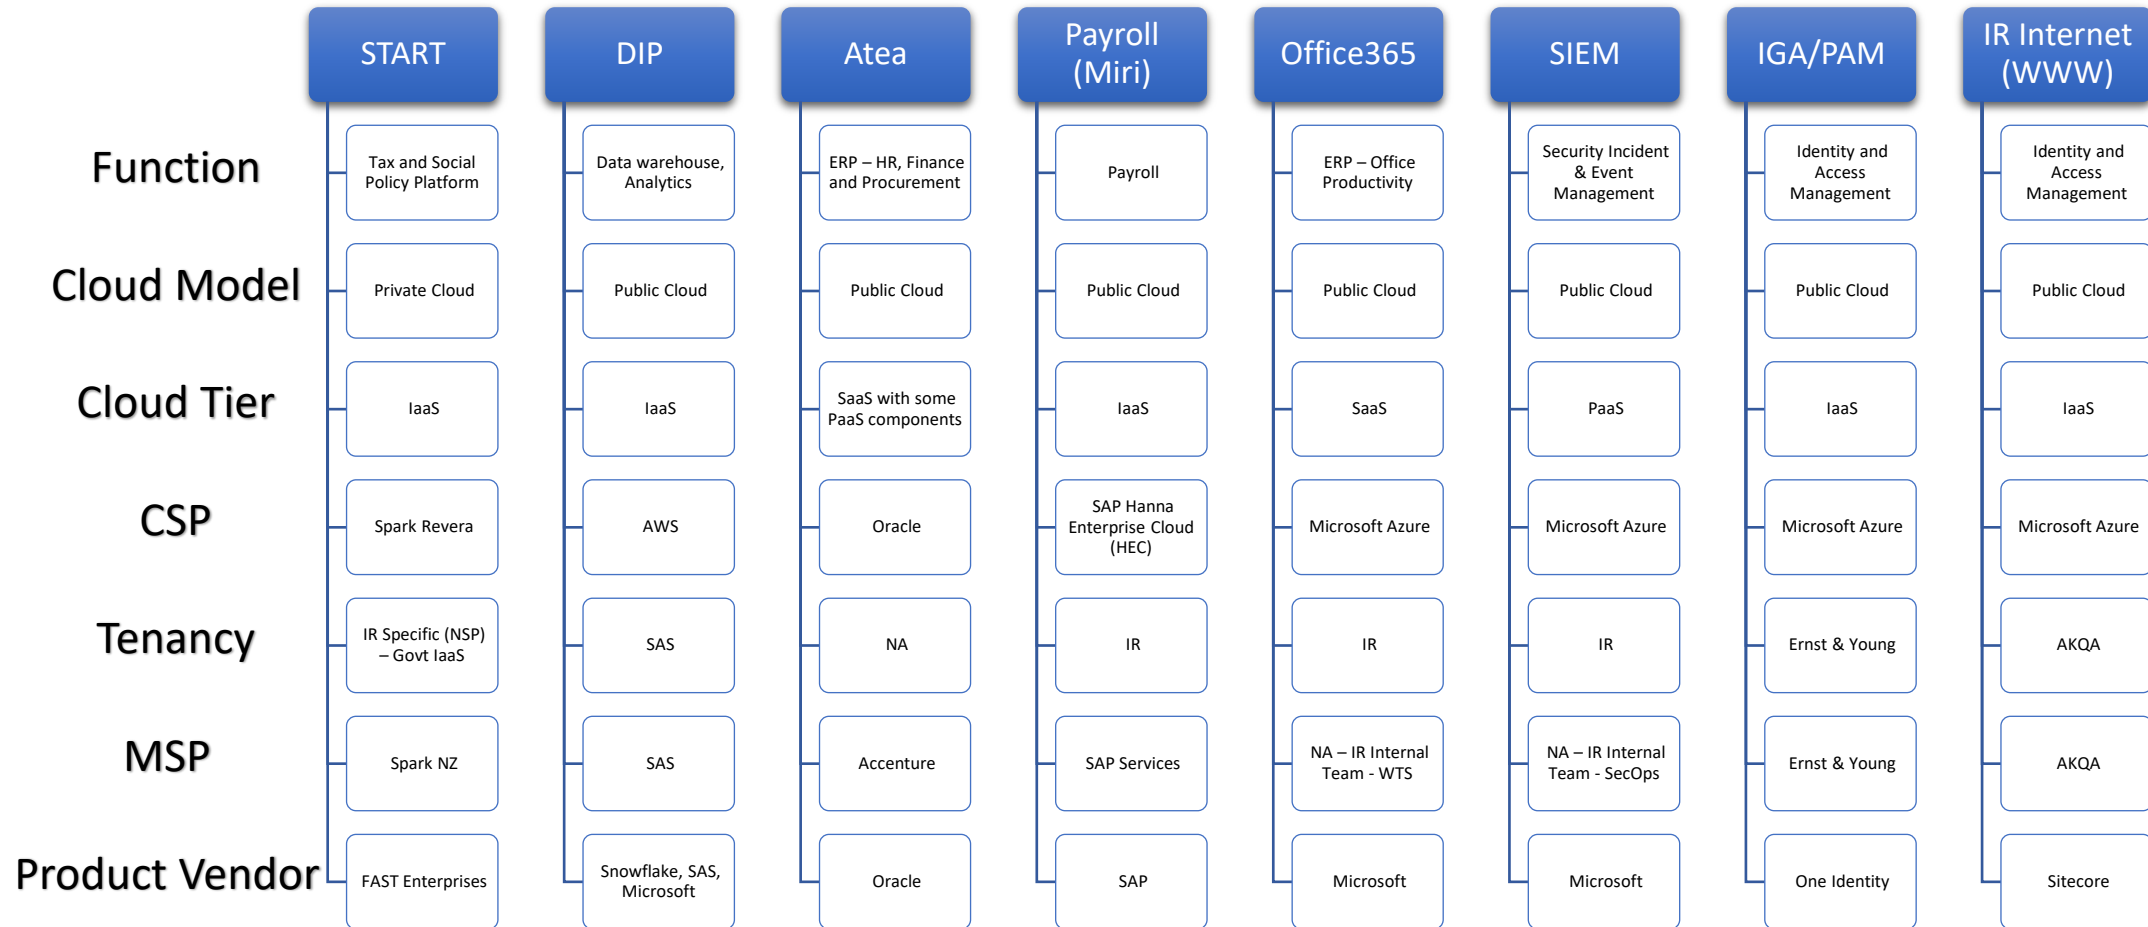 START
DIP
Atea
Payroll
(Miri)
Office365
SIEM
IGA/PAM
IR Internet
(WWW)
Function
Tax and Social
Policy Platform
Data warehouse,
Analytics
ERP – HR, Finance
and Procurement
Payroll
ERP – Office
Productivity
Security Incident
& Event
Management
Identity and
Access
Management
Identity and
Access
Management
Cloud Model
Private Cloud
Public Cloud
Public Cloud
Public Cloud
Public Cloud
Public Cloud
Public Cloud
Public Cloud
Cloud Tier
IaaS
IaaS
SaaS with some
PaaS components
IaaS
SaaS
PaaS
IaaS
IaaS
CSP
Spark Revera
AWS
Oracle
SAP Hanna
Enterprise Cloud
(HEC)
Microsoft Azure
Microsoft Azure
Microsoft Azure
Microsoft Azure
Tenancy
IR Specific (NSP)
– Govt IaaS
SAS
NA
IR
IR
IR
Ernst & Young
AKQA
MSP
Spark NZ
SAS
Accenture
SAP Services
NA – IR Internal
Team - WTS
NA – IR Internal
Team - SecOps
Ernst & Young
AKQA
Product Vendor
FAST Enterprises
Snowflake, SAS,
Microsoft
Oracle
SAP
Microsoft
Microsoft
One Identity
Sitecore